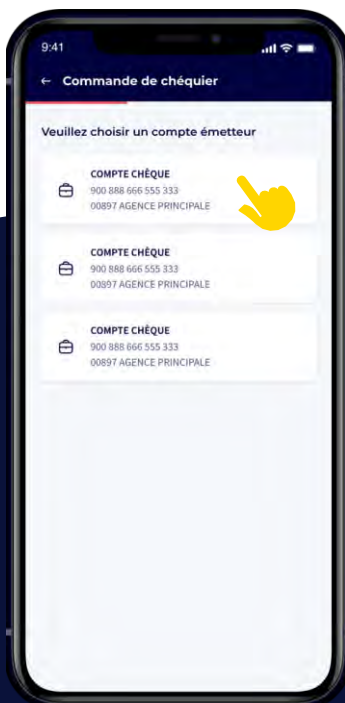 9:41
← Commande de chéquier
Veuillez choisir un compte émetteur
COMPTE CHÈQUE
900 888 666 555 333
00897 AGENCE PRINCIPALE
COMPTE CHÈQUE
900 888 666 555 333
00897 AGENCE PRINCIPALE
COMPTE CHÈQUE
900 888 666 555 333
00897 AGENCE PRINCIPALE